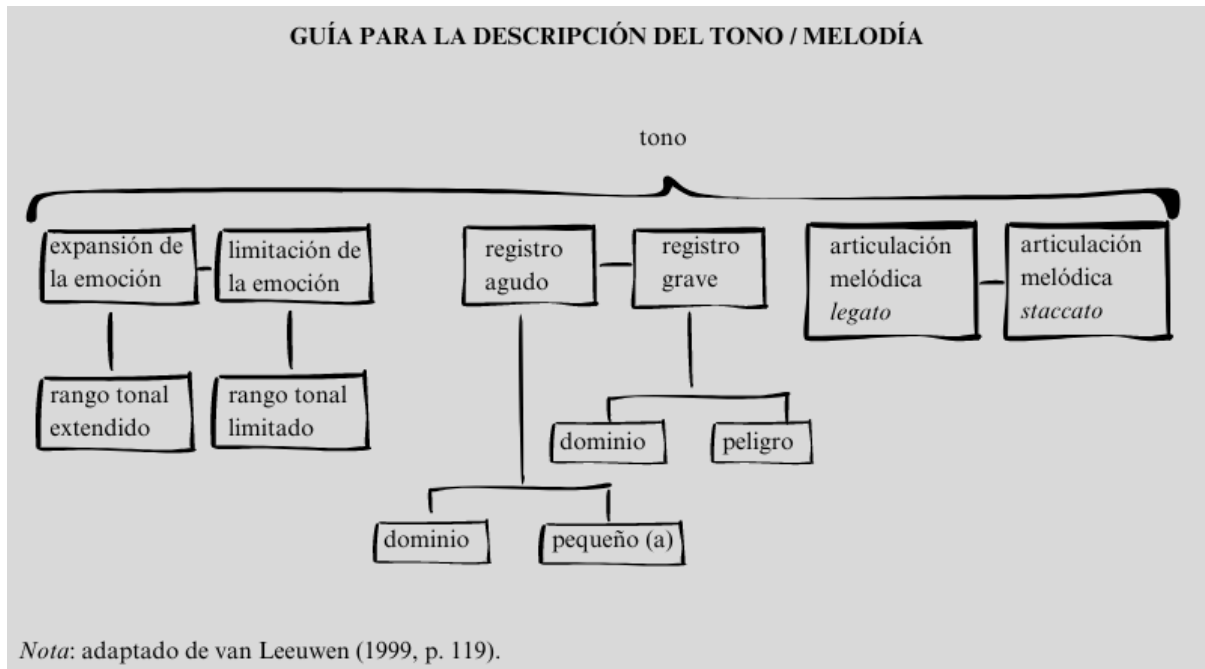 GUÍA PARA LA DESCRIPCIÓN DEL TONO / MELODÍA
tono
expansión de
la emoción
limitación de
la emoción
registro
agudo
registro
grave
articulación
melódica
legato
articulación
melódica
staccato
rango tonal
extendido
rango tonal
limitado
dominio
peligro
dominio
pequeño (a)
Nota: adaptado de van Leeuwen (1999, p. 119).